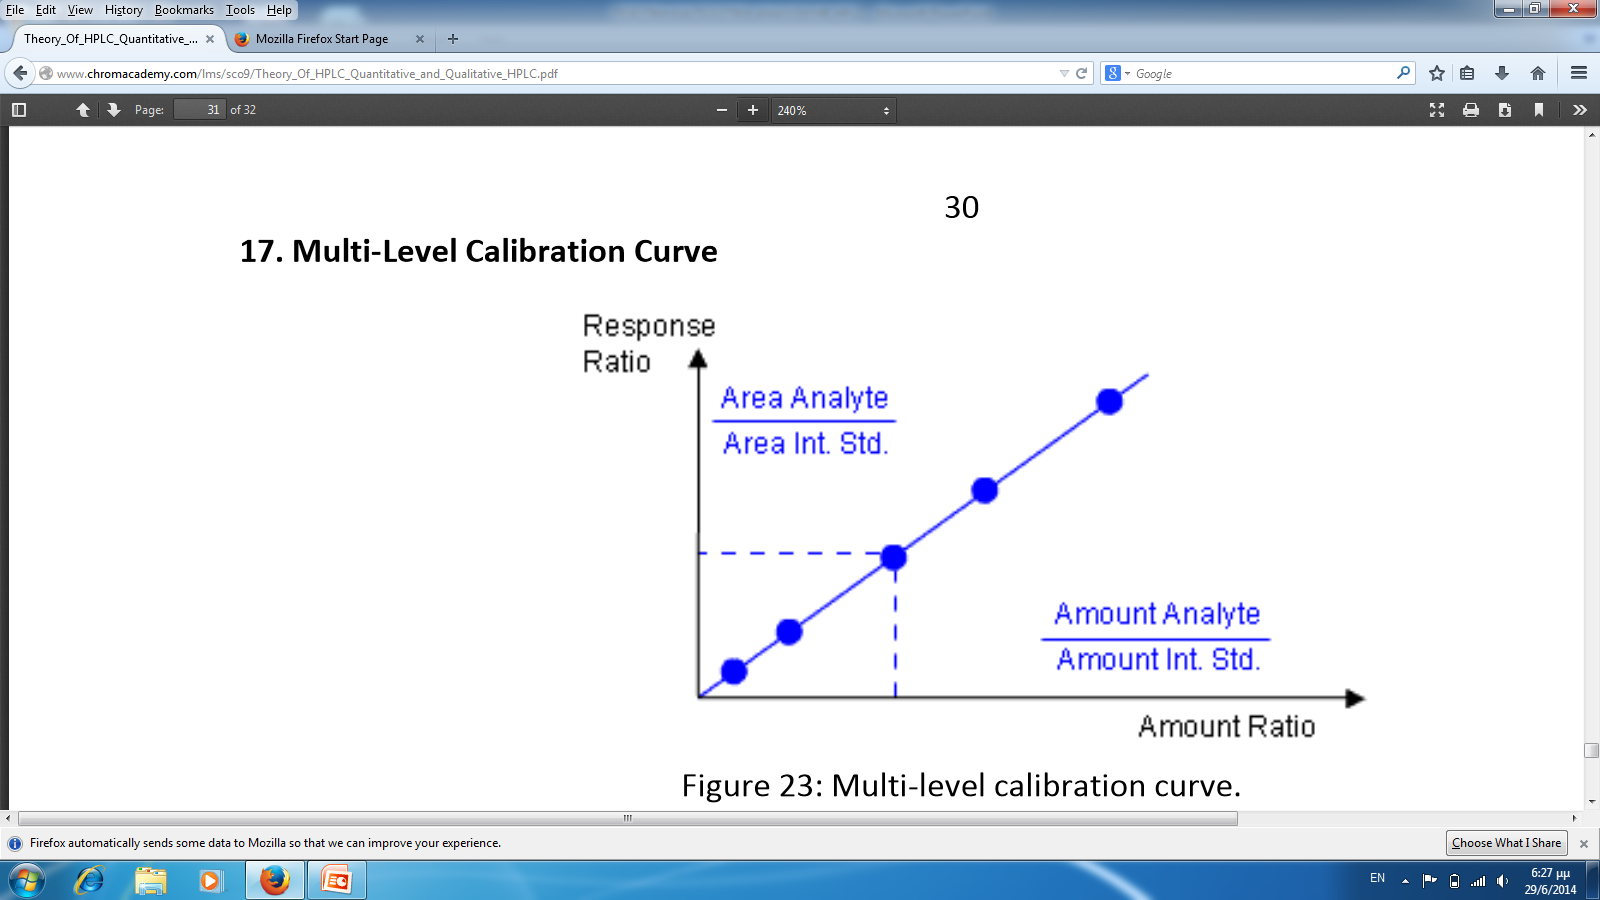 File Edit View History Bookmarks Tools Help
Theory_Of_HPLC_Quantitative_... × Mozilla Firefox Start Page × +
www.chromacademy.com/lms/sco9/Theory_Of_HPLC_Quantitative_and_Qualitative_HPLC.pdf
Google
Page: 31 of 32
240%
30
17. Multi-Level Calibration Curve
Response
Ratio
Area Analyte
Area Int. Std.
Amount Analyte
Amount Int. Std.
Amount Ratio
Figure 23: Multi-level calibration curve.
Firefox automatically sends some data to Mozilla so that we can improve your experience.
Choose What I Share
EN
6:27 μμ
29/6/2014